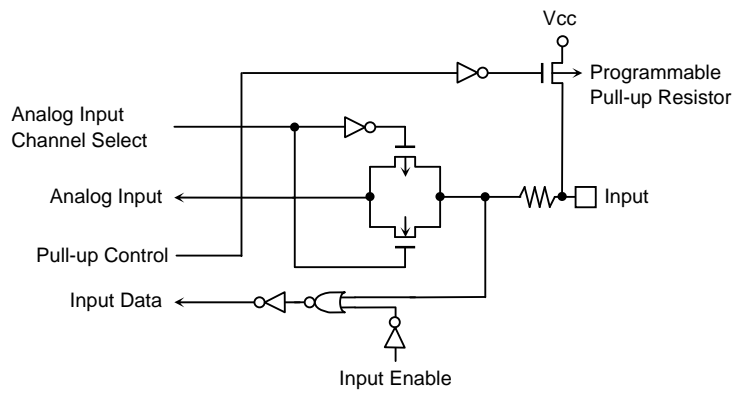 Vcc
Programmable
Pull-up Resistor
Analog Input
Channel Select
Analog Input
Input
Pull-up Control
Input Data
Input Enable